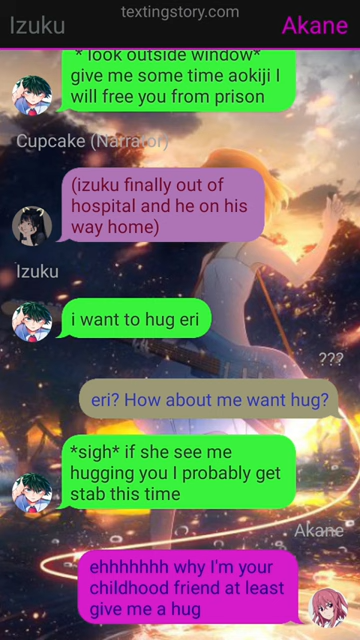 textingstory.com
Izuku
Akane
* look outside window*
give me some time aokiji I
will free you from prison
Cupcake (Narrator)
(izuku finally out of
hospital and he on his
way home)
Izuku
i want to hug eri
???
eri? How about me want hug?
*sigh* if she see me
hugging you I probably get
stab this time
Akane
ehhhhhhh why I'm your
childhood friend at least
give me a hug